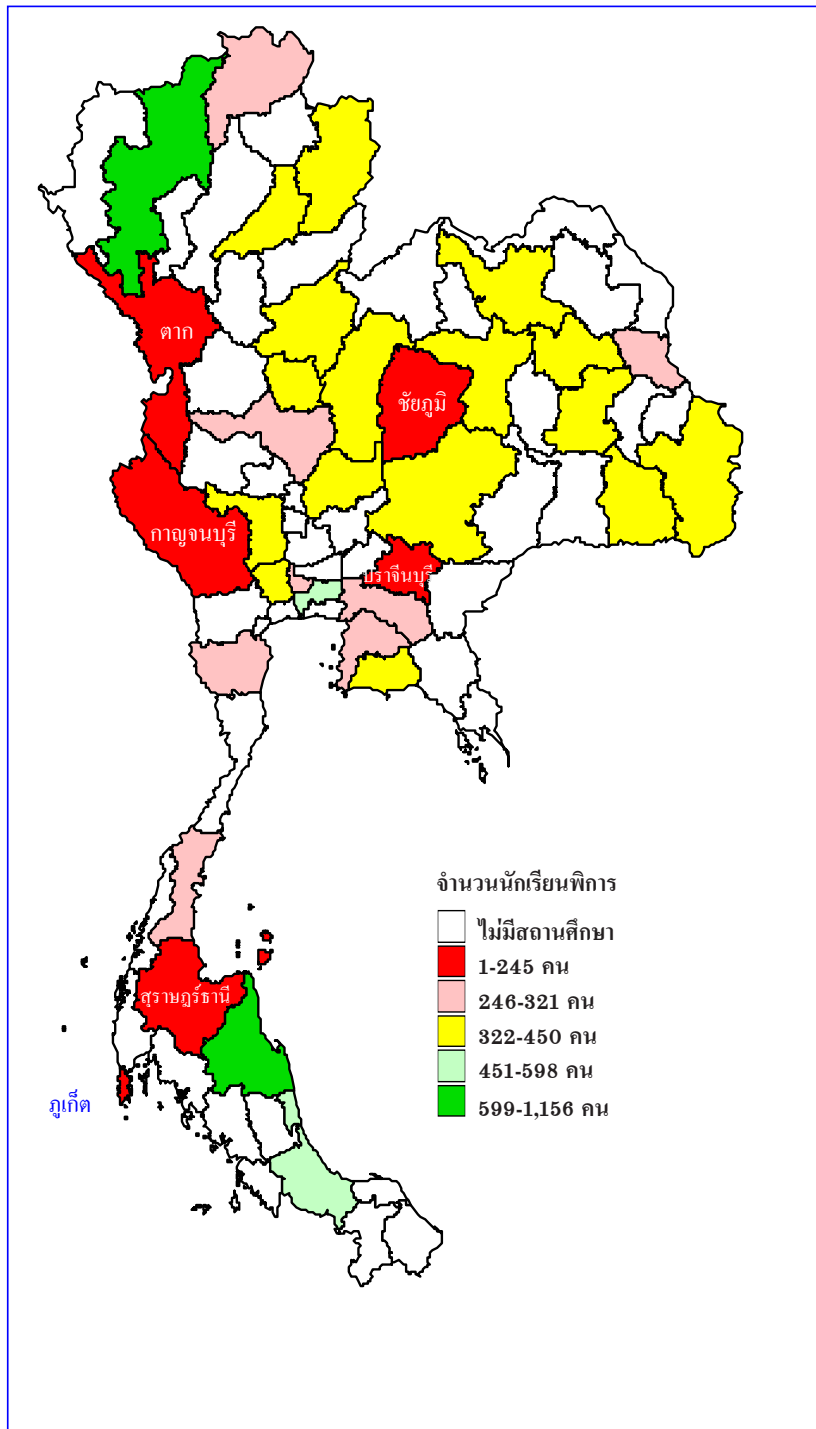 ตาก
ชัยภูมิ
กาญจนบุรี
ปราจีนบุรี
จำนวนนักเรียนพิการ
ไม่มีสถานศึกษา
1-245 คน
246-321 คน
322-450 คน
451-598 คน
599-1,156 คน
สุราษฎร์ธานี
ภูเก็ต